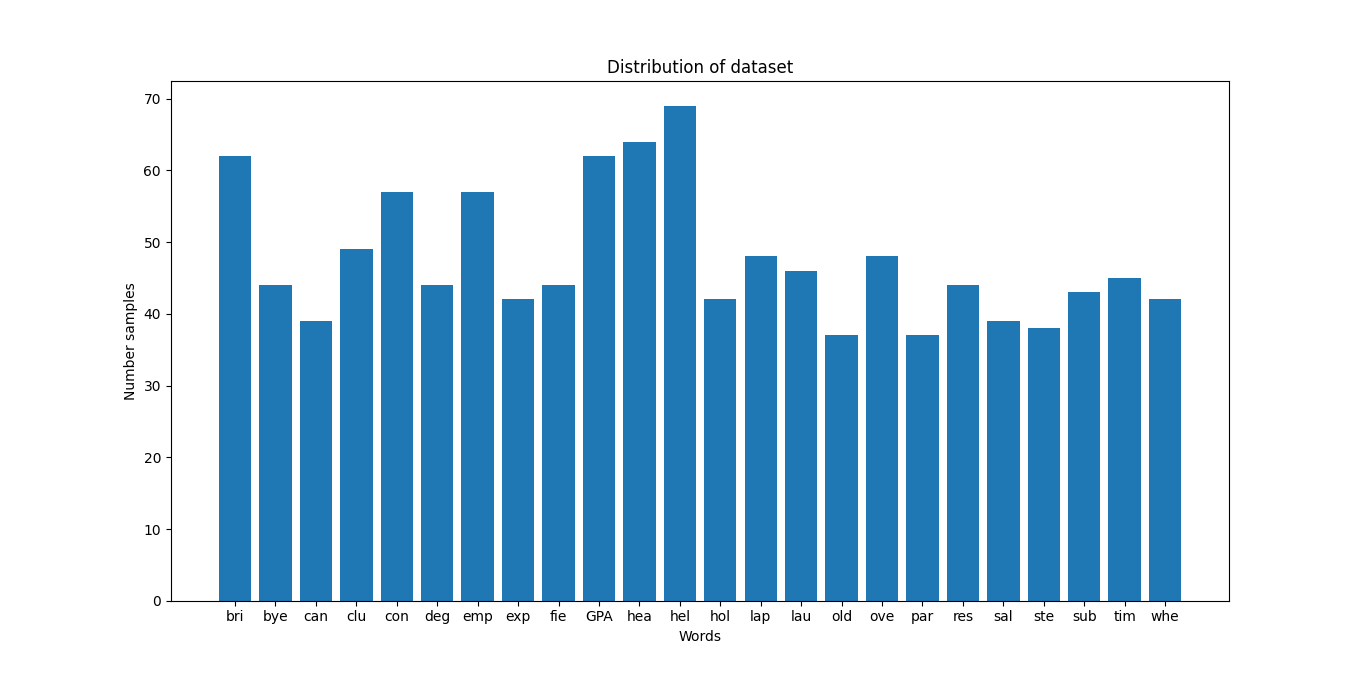 Distribution of dataset
70
60
50
40
30
20
10
0
Number samples
bri bye can clu con deg emp exp fie GPA hea hel hol lap lau old ove par res sal ste sub tim whe
Words